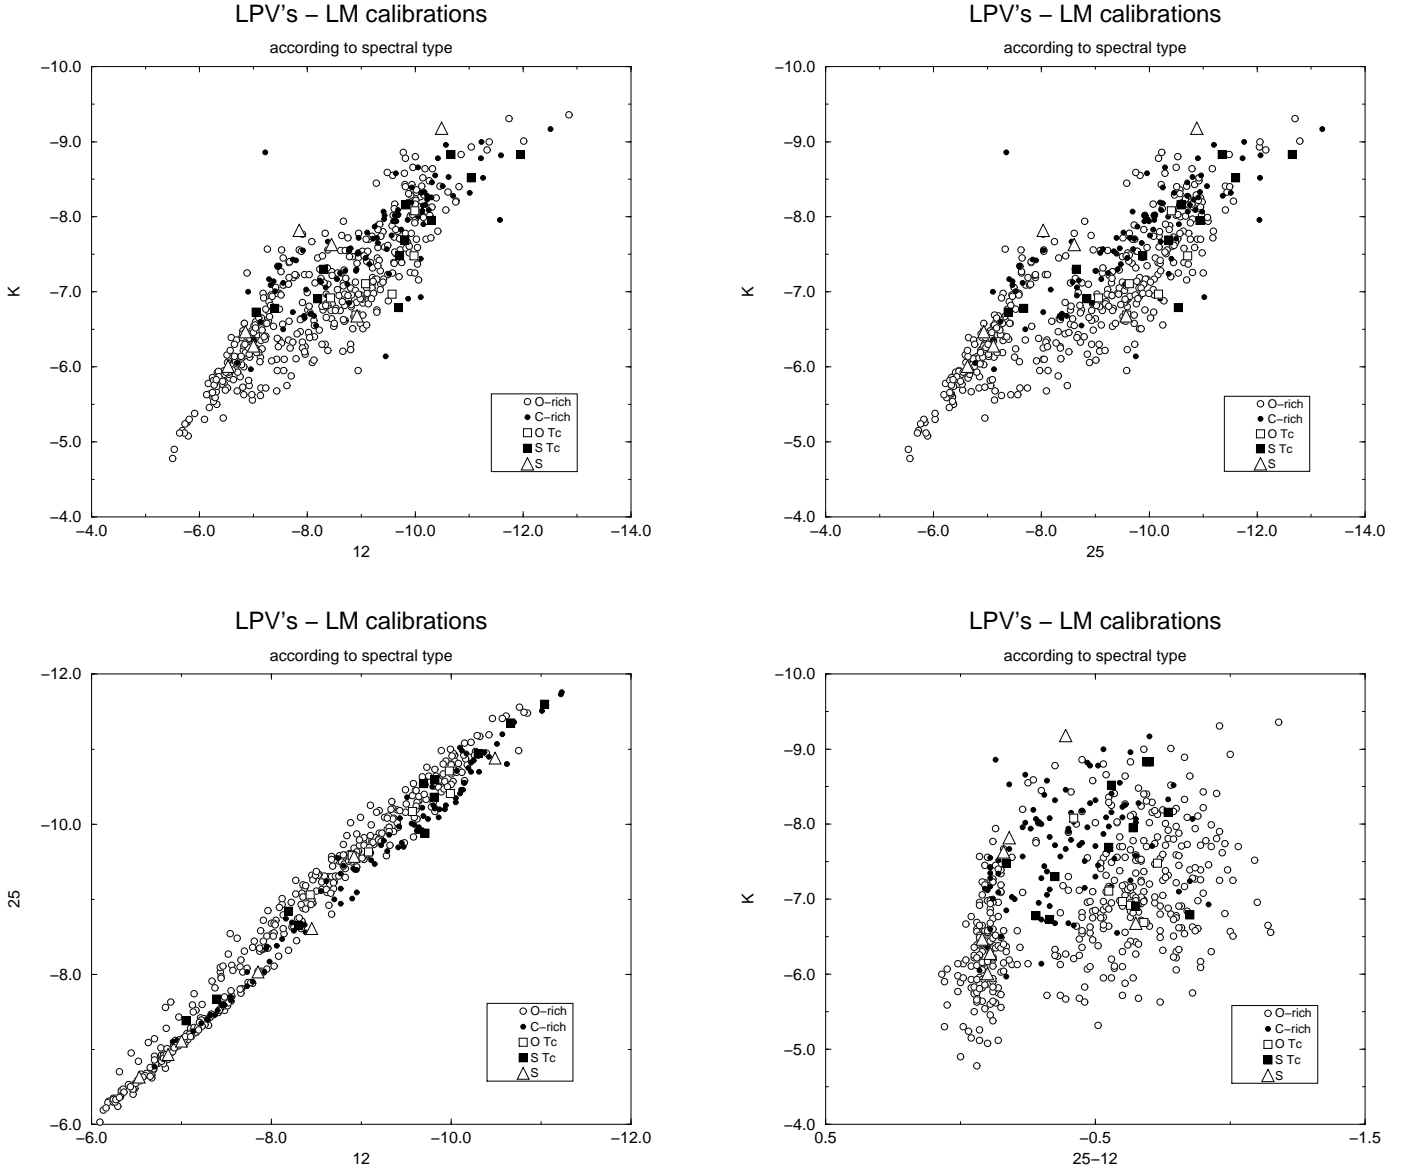 LPV's – LM calibrations
according to spectral type
–10.0
–9.0
–8.0
–7.0
–6.0
–5.0
–4.0
K
–4.0 –6.0 –8.0 –10.0 –12.0 –14.0
12
O–rich
C–rich
O Tc
S Tc
S
LPV's – LM calibrations
according to spectral type
–10.0
–9.0
–8.0
–7.0
–6.0
–5.0
–4.0
K
–4.0 –6.0 –8.0 –10.0 –12.0 –14.0
25
O–rich
C–rich
O Tc
S Tc
S
LPV's – LM calibrations
according to spectral type
–12.0
–10.0
–8.0
–6.0
25
–6.0 –8.0 –10.0 –12.0
12
O–rich
C–rich
O Tc
S Tc
S
LPV's – LM calibrations
according to spectral type
–10.0
–9.0
–8.0
–7.0
–6.0
–5.0
–4.0
K
0.5 –0.5 –1.5
25–12
O–rich
C–rich
O Tc
S Tc
S